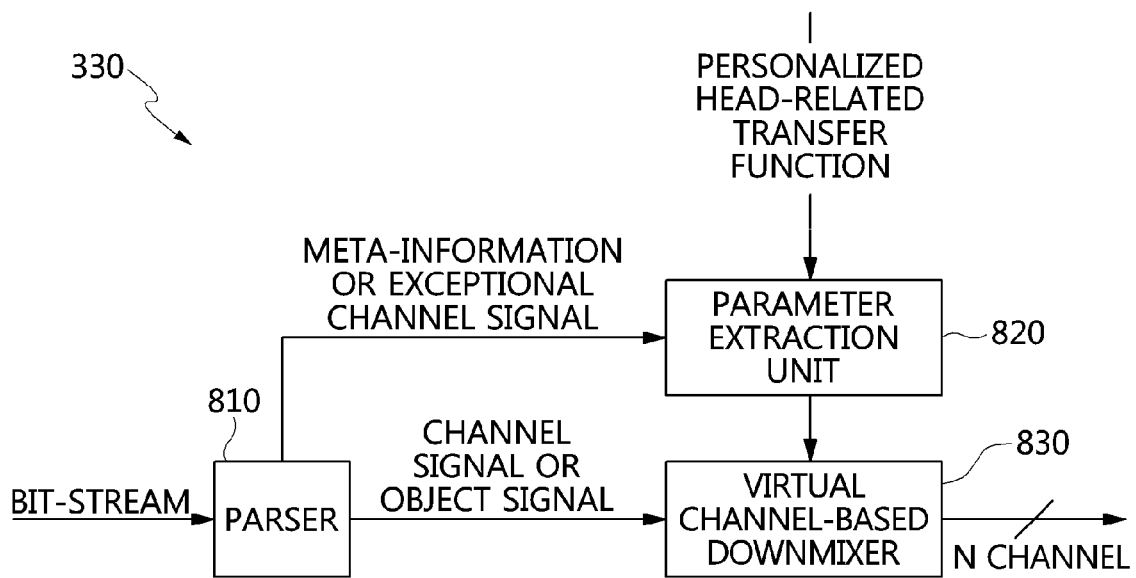 330
PERSONALIZED
HEAD-RELATED
TRANSFER
FUNCTION
META-INFORMATION
OR EXCEPTIONAL
CHANNEL SIGNAL
PARAMETER
EXTRACTION
UNIT
820
810
CHANNEL
SIGNAL OR
OBJECT SIGNAL
830
BIT-STREAM
PARSER
VIRTUAL
CHANNEL-BASED
DOWNMIXER
N CHANNEL